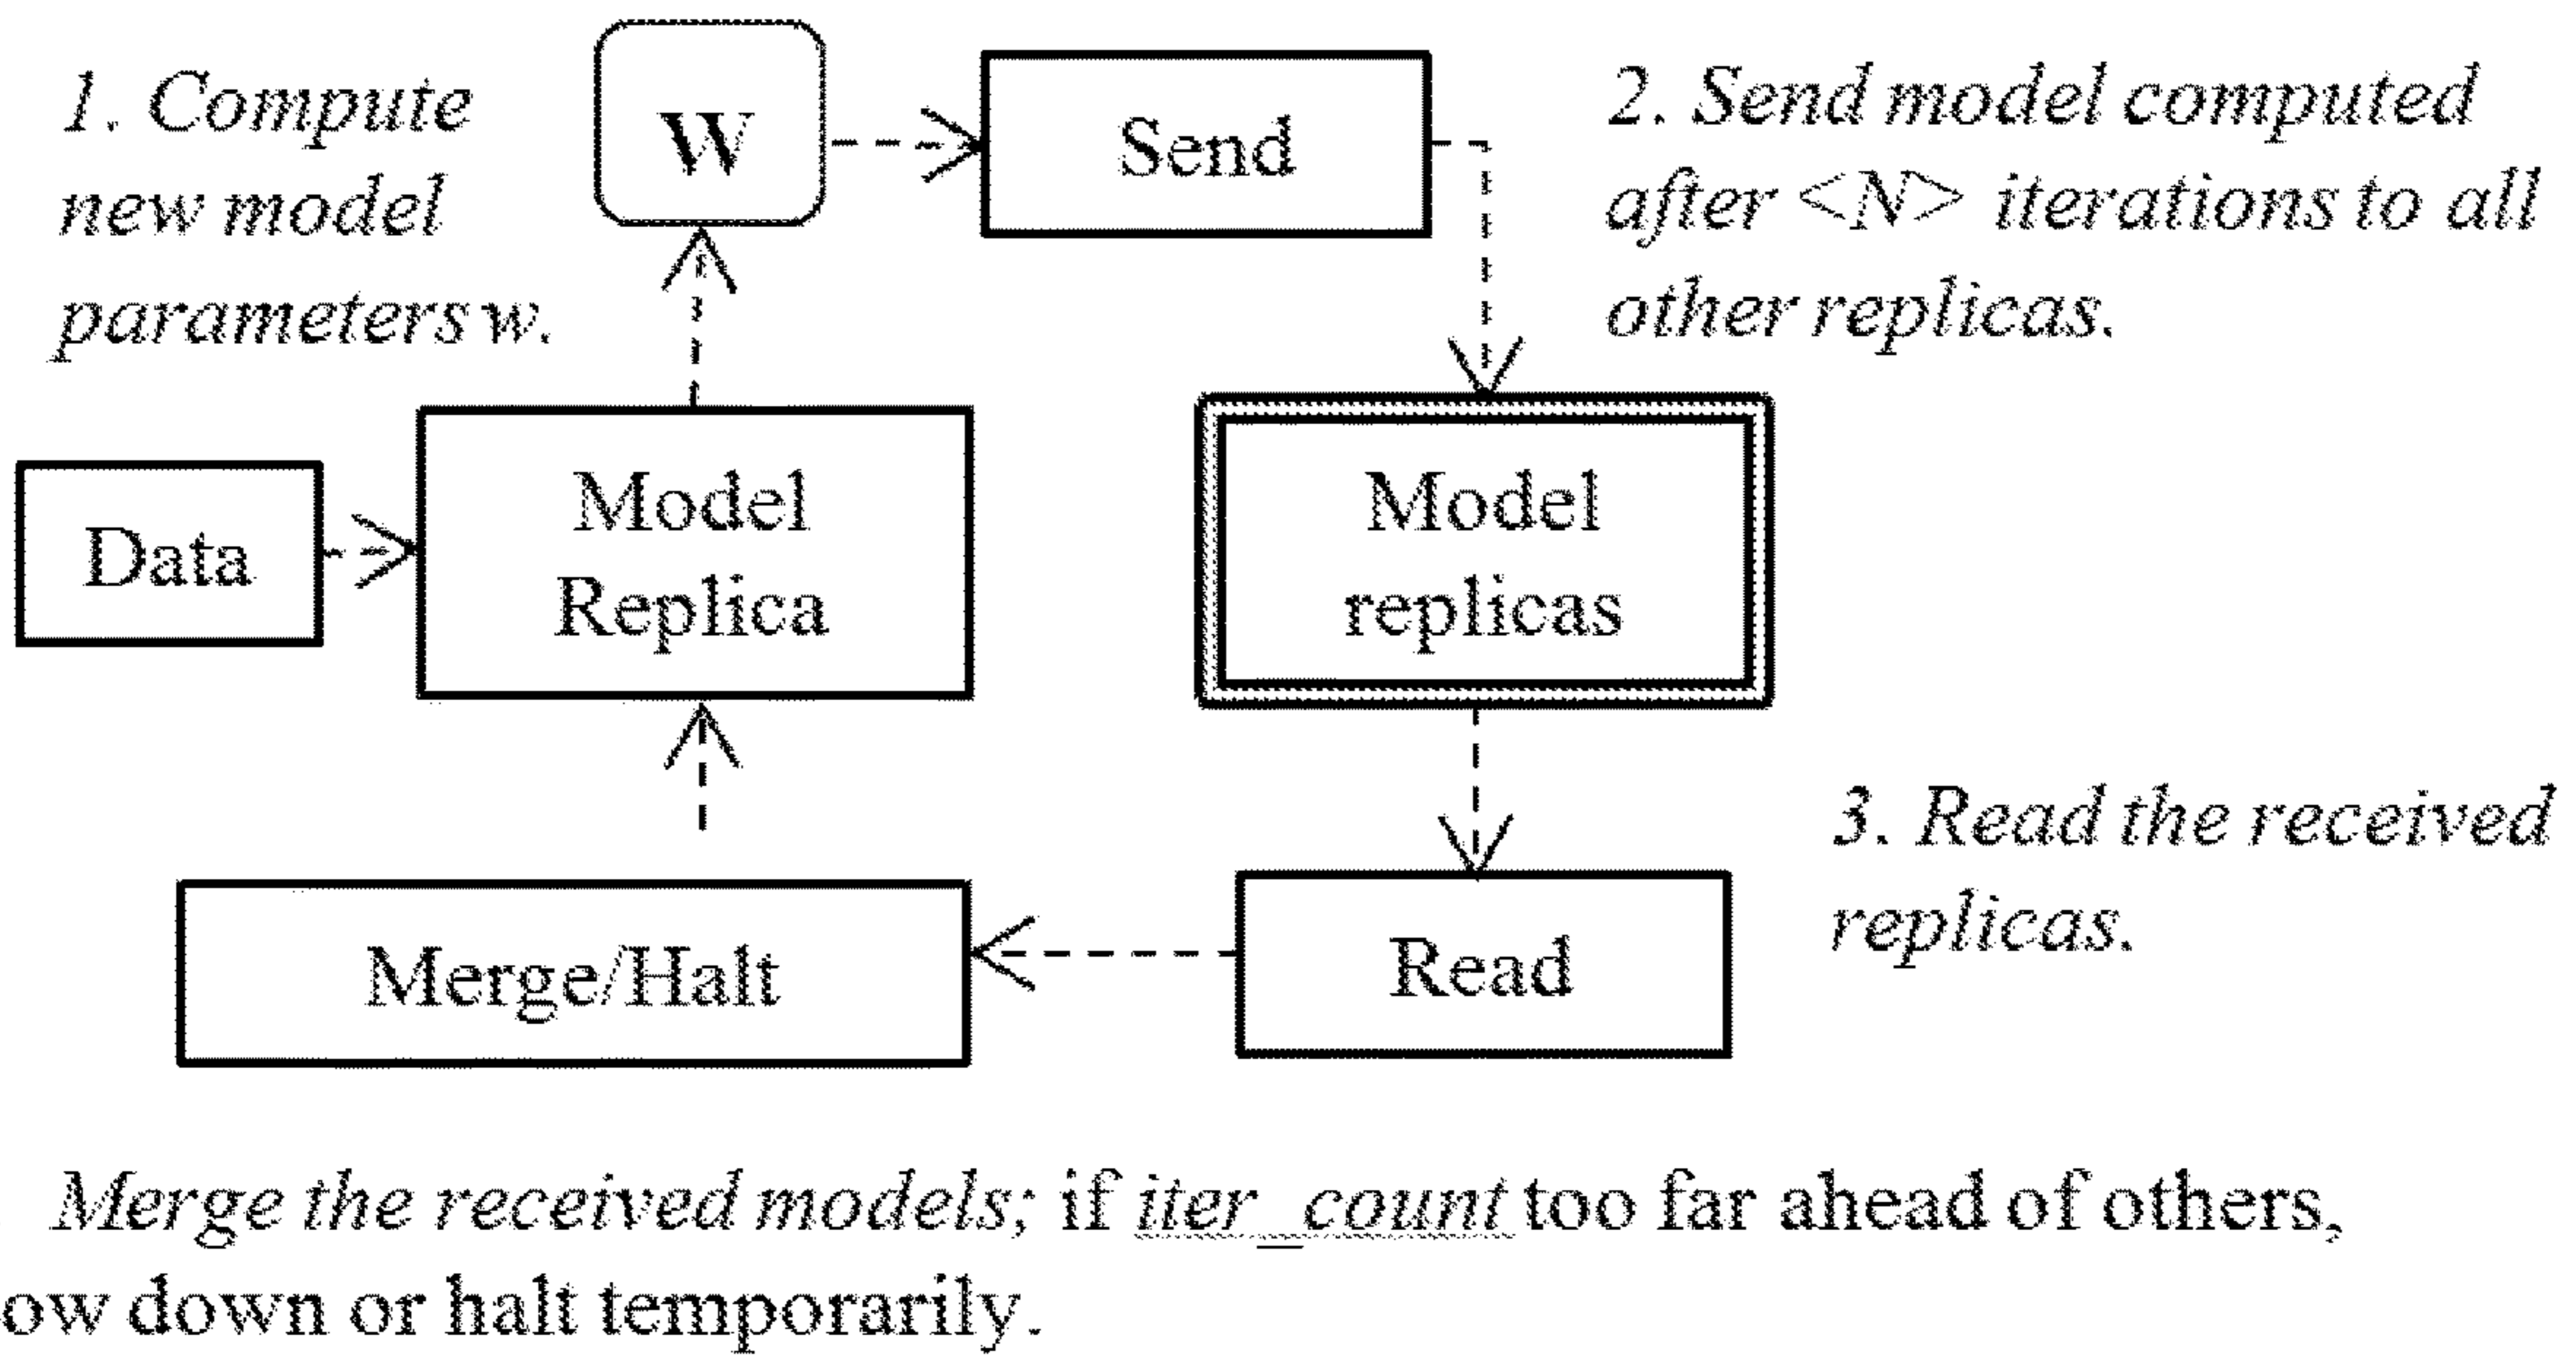 1. Compute
new model
parameters w.
W
Send
2. Send model computed
after <N> iterations to all
other replicas.
Data
Model
Replica
Model
replicas
3. Read the received
replicas.
Merge/Halt
Read
Merge the received models; if iter_count too far ahead of others,
ow down or halt temporarily.